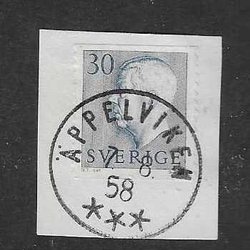 30
ÄPPELVIKEN
7 8.
SVERIGE
58
***